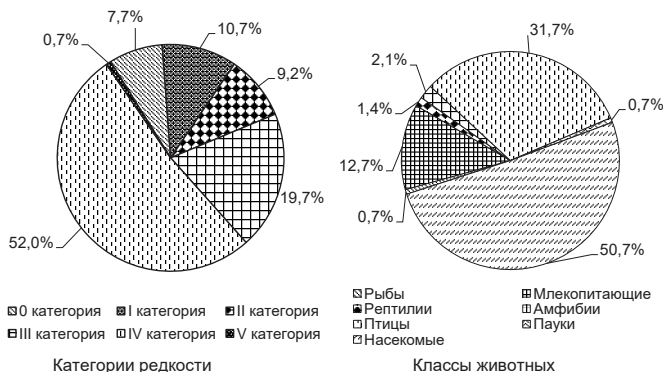 7,7%
0,7%
10,7%
9,2%
19,7%
52,0%
0 категория I категория II категория
III категория IV категория V категория
Категории редкости
31,7%
2,1%
1,4%
0,7%
12,7%
0,7%
50,7%
Рыбы Млекопитающие
Рептилии Амфибии
Птицы Пауки
Насекомые
Классы животных